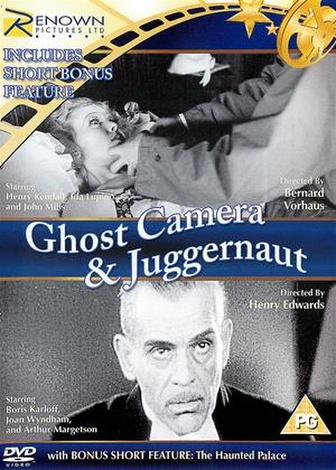 RENOWN
PICTURES LTD
INCLUDES
SHORT BONUS
FEATURE
Starring
Henry Kendall, Ida Lupino,
and John Mills
Directed By
Bernard
Vorhaus
Ghost Camera
& Juggernaut
Directed By
Henry Edwards
Starring
Boris Karloff,
Joan Wyndham,
and Arthur Margetson
PG
DVD
VIDEO
with BONUS SHORT FEATURE: The Haunted Palace